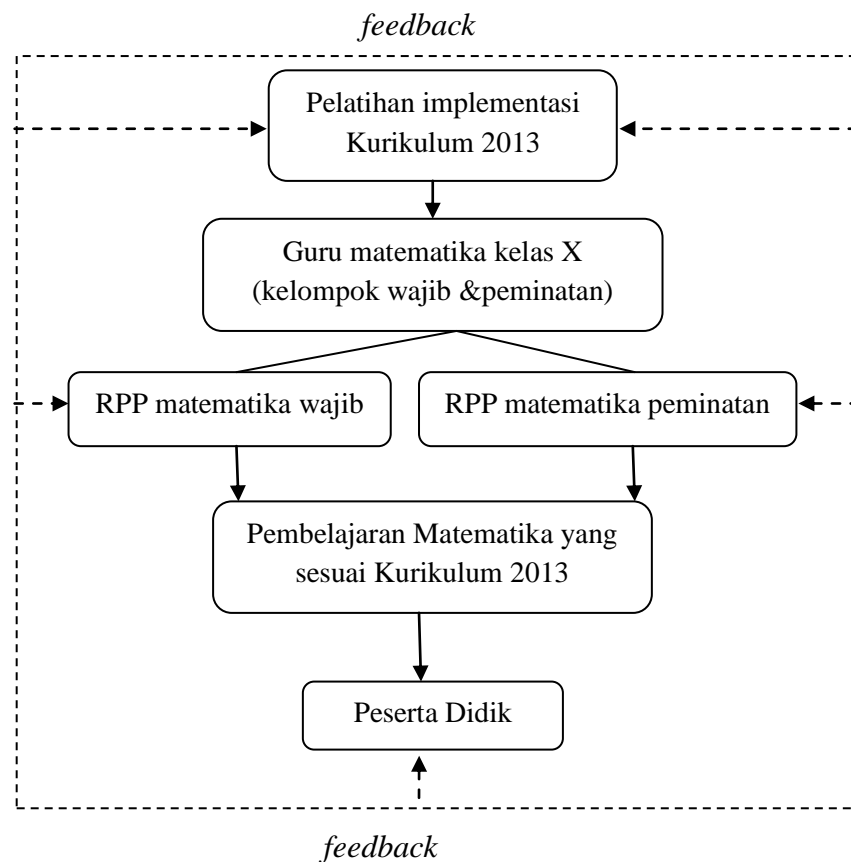 feedback
Pelatihan implementasi
Kurikulum 2013
Guru matematika kelas X
(kelompok wajib &peminatan)
RPP matematika wajib
RPP matematika peminatan
Pembelajaran Matematika yang
sesuai Kurikulum 2013
Peserta Didik
feedback